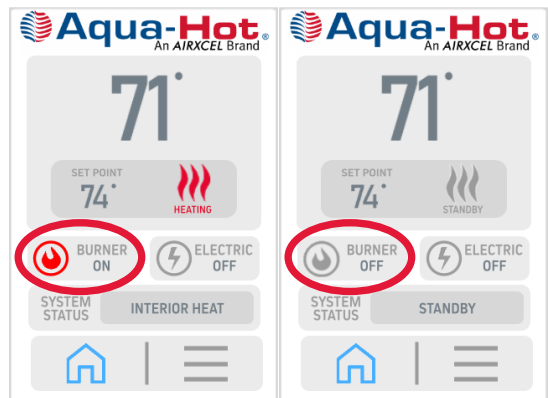 Aqua-Hot®
An AIRXCEL Brand
71°
SET POINT
74°
HEATING
BURNER
ON
ELECTRIC
OFF
SYSTEM
STATUS
INTERIOR HEAT
Aqua-Hot®
An AIRXCEL Brand
71°
SET POINT
74°
STANDBY
BURNER
OFF
ELECTRIC
OFF
SYSTEM
STATUS
STANDBY